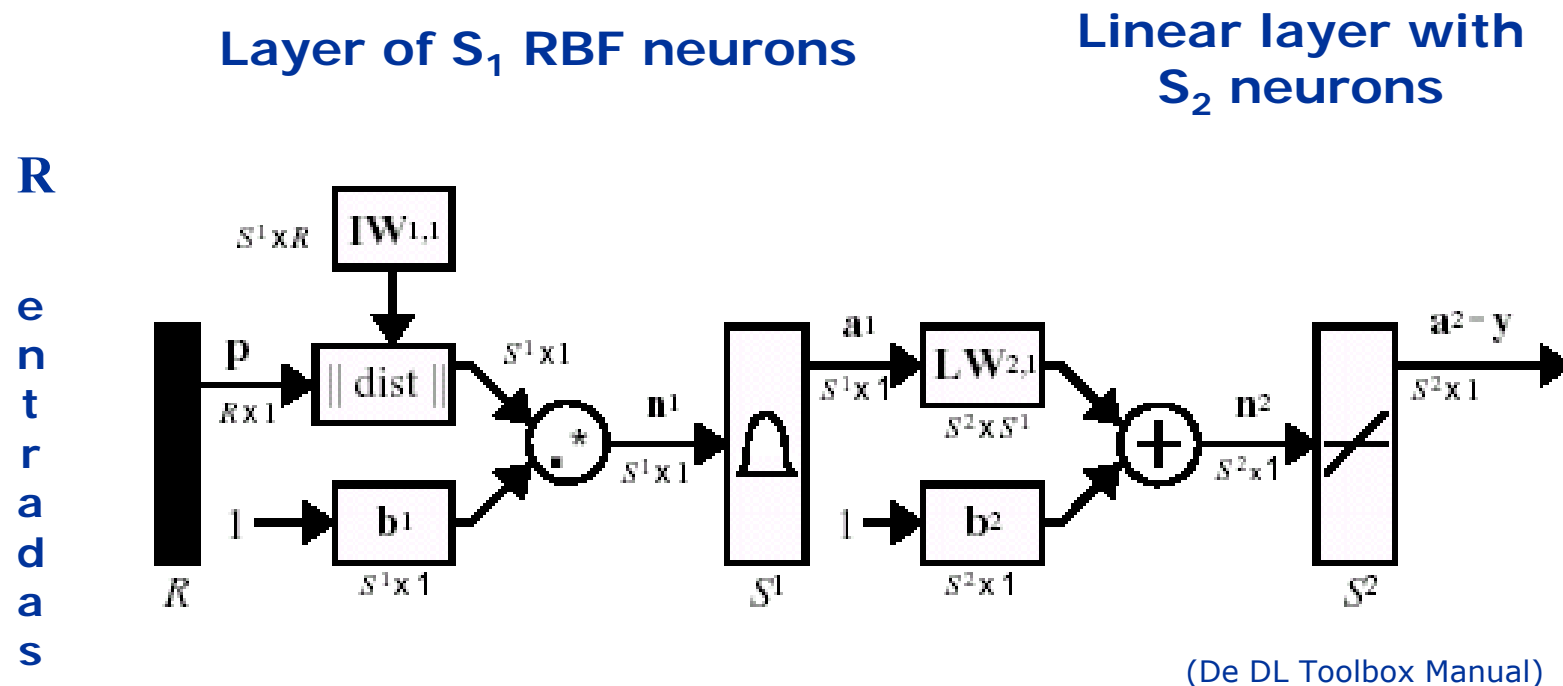 Layer of S₁ RBF neurons
Linear layer with
S₂ neurons
R
entradas
S¹xR
IW1,1
p
Rx1
|| dist ||
S¹x1
1
b1
S¹x1
R
.*
n1
S¹x1
S1
a1
S¹x1
LW2,1
S²xS¹
1
b2
S²x1
+
n2
S²x1
S2
a2 = y
S²x1
(De DL Toolbox Manual)